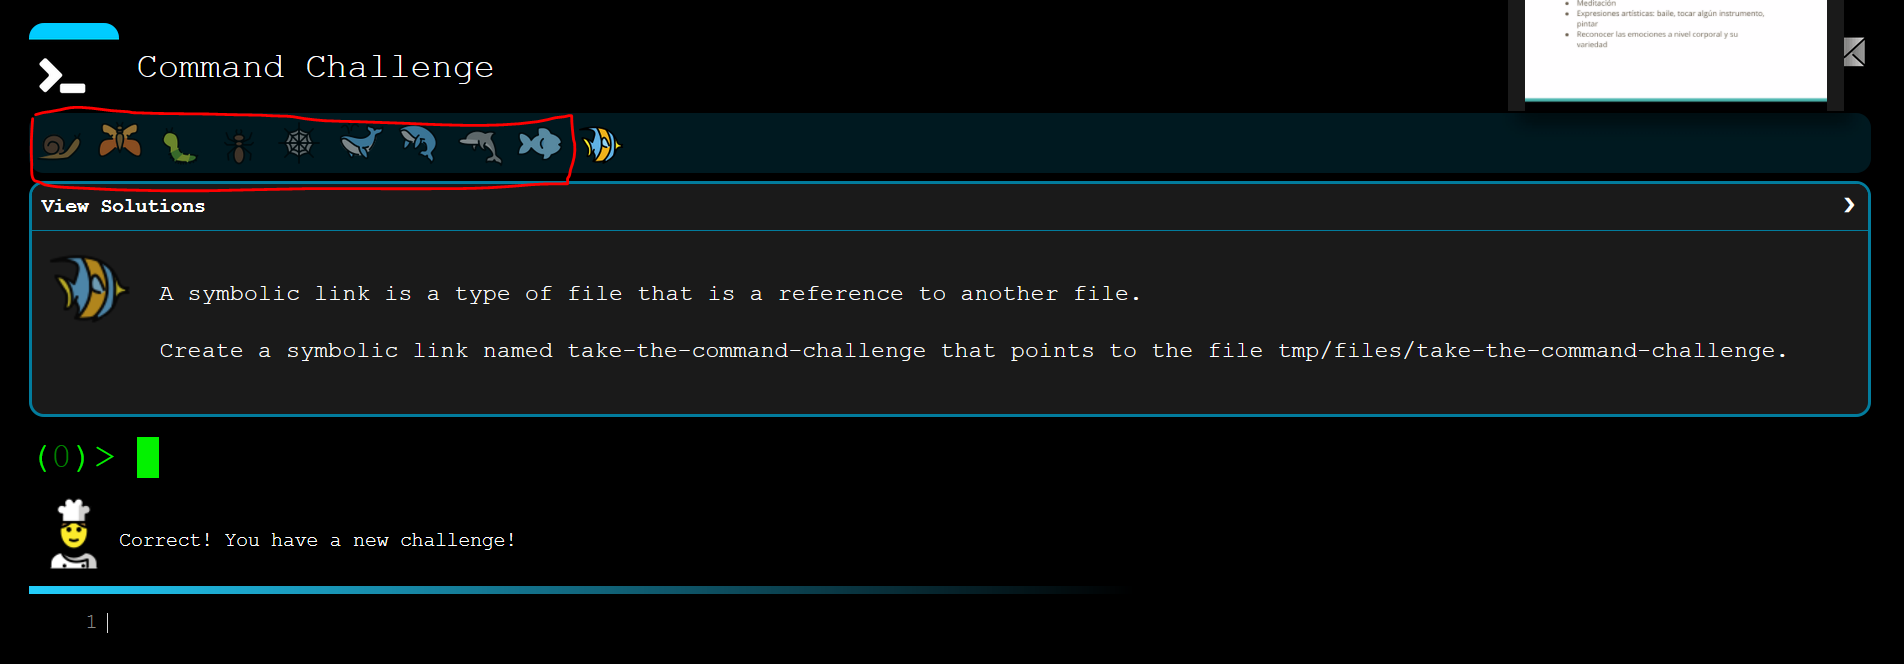 Meditación
Expresiones artísticas: baile, tocar algún instrumento,
pintar
Reconocer las emociones a nivel corporal y su
variedad
Command Challenge
View Solutions
A symbolic link is a type of file that is a reference to another file.
Create a symbolic link named take-the-command-challenge that points to the file tmp/files/take-the-command-challenge.
(0)>
Correct! You have a new challenge!
1